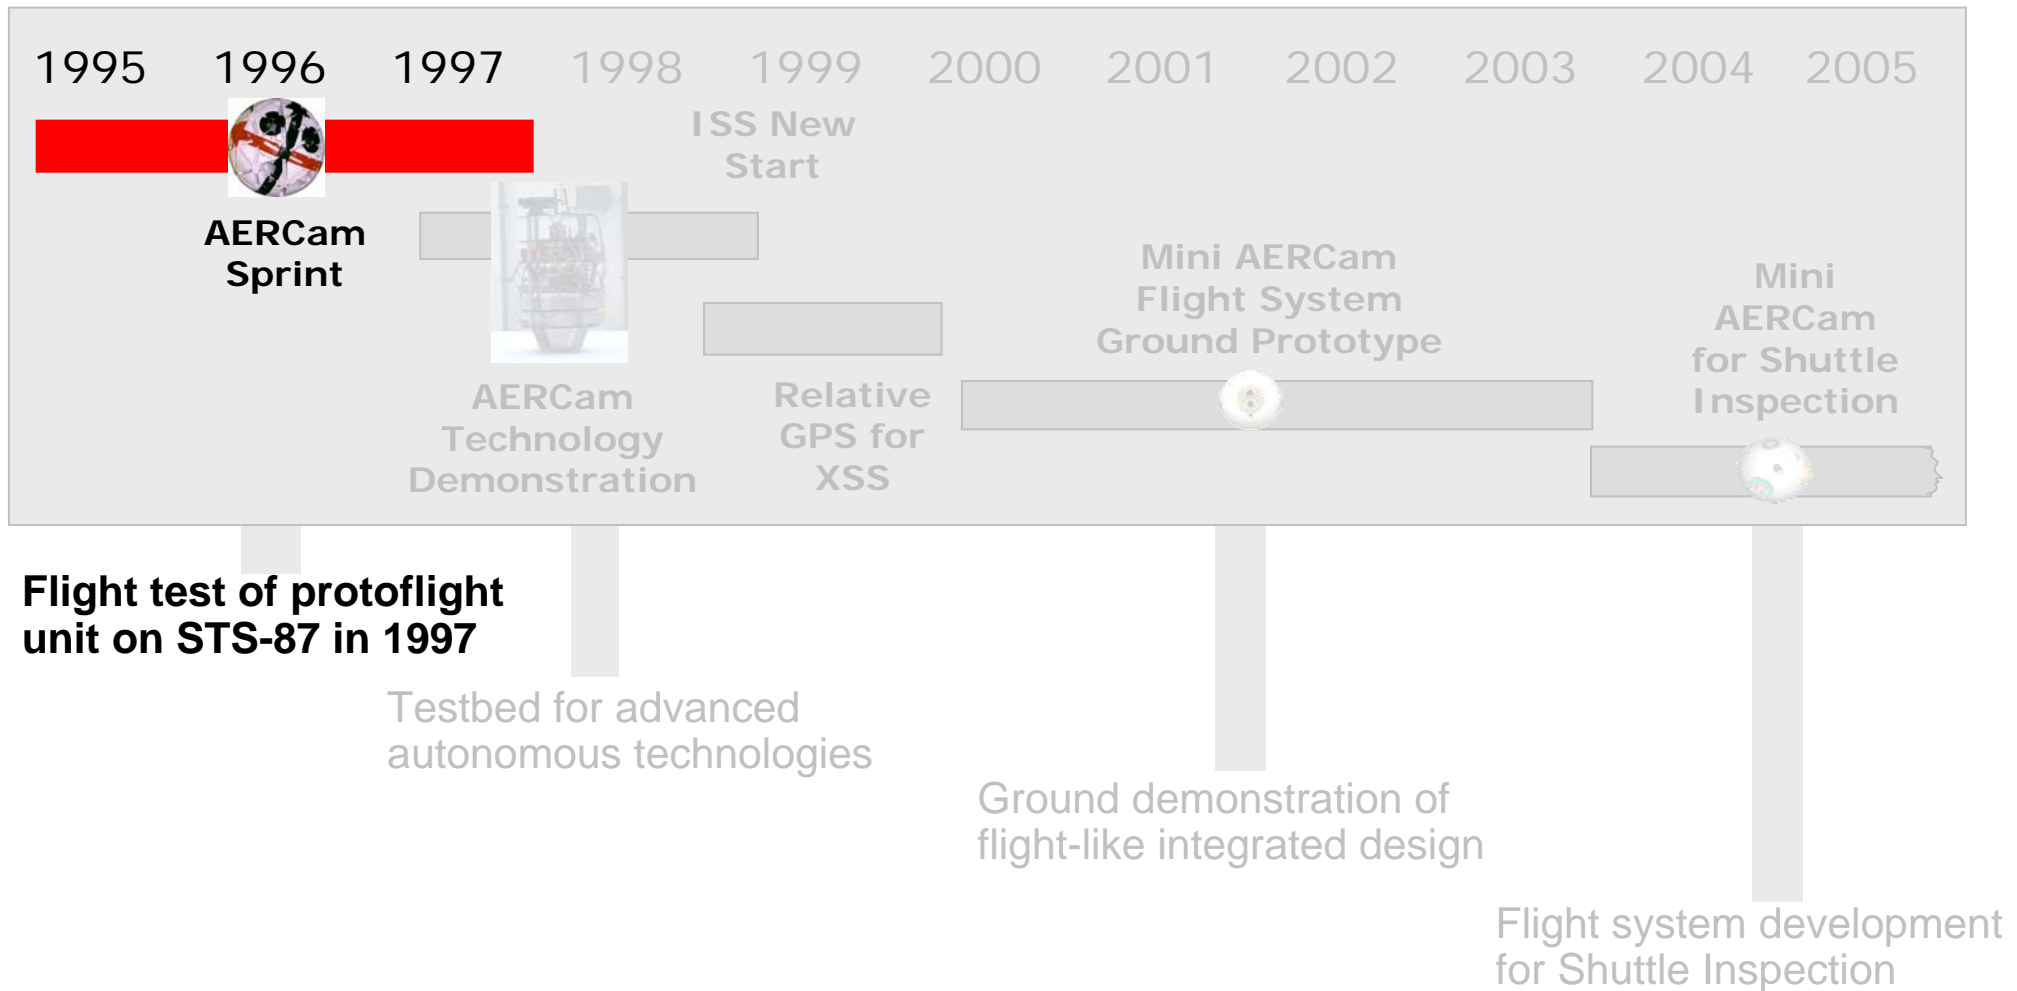 1995 1996 1997 1998 1999 2000 2001 2002 2003 2004 2005
ISS New
Start
AERCam
Sprint
AERCam
Technology
Demonstration
Relative
GPS for
XSS
Mini AERCam
Flight System
Ground Prototype
Mini
AERCam
for Shuttle
Inspection
Flight test of protoflight
unit on STS-87 in 1997
Testbed for advanced
autonomous technologies
Ground demonstration of
flight-like integrated design
Flight system development
for Shuttle Inspection